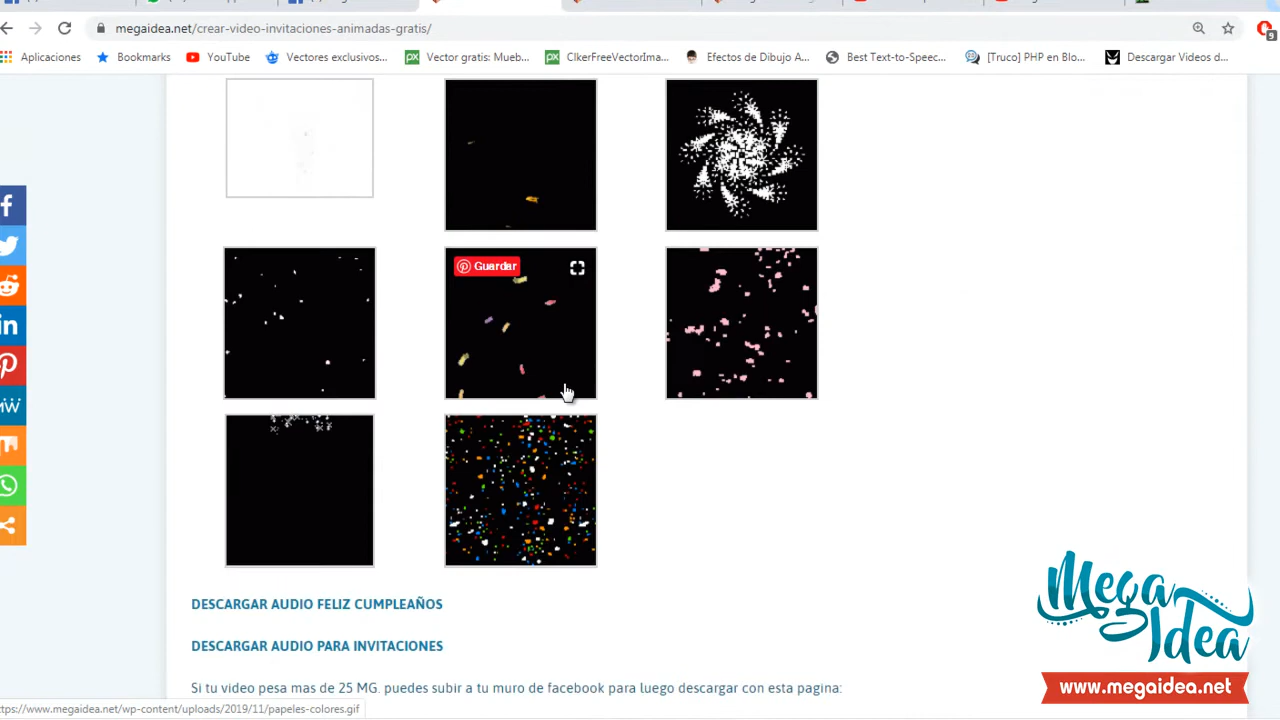 megaidea.net/crear-video-invitaciones-animadas-gratis/
9
Aplicaciones
Bookmarks
YouTube
Vectores exclusivos...
Vector gratis: Mueb...
ClkerFreeVectorIma...
Efectos de Dibujo A...
Best Text-to-Speec...
[Truco] PHP en Blo...
Descargar Videos d...
Guardar
DESCARGAR AUDIO FELIZ CUMPLEAÑOS
DESCARGAR AUDIO PARA INVITACIONES
Si tu video pesa mas de 25 MG. puedes subir a tu muro de facebook para luego descargar con esta pagina:
Mega
Idea
www.megaidea.net
ttps://www.megaidea.net/wp-content/uploads/2019/11/papeles-colores.gif